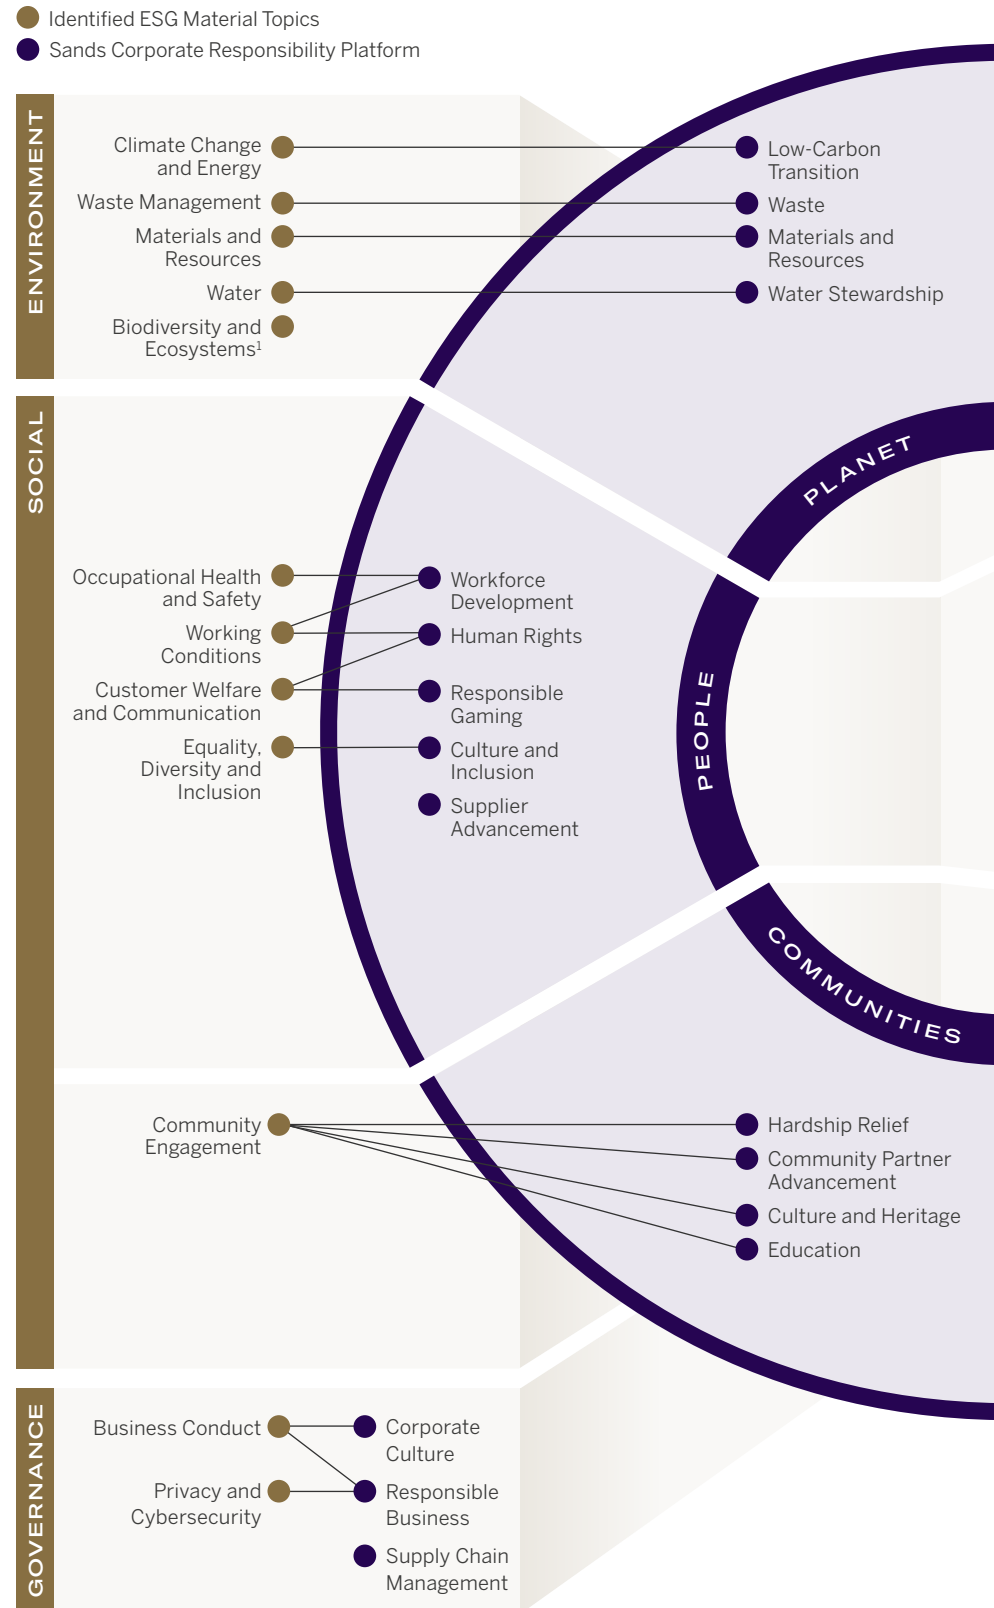 Identified ESG Material Topics
Sands Corporate Responsibility Platform
ENVIRONMENT
Climate Change
and Energy
Waste Management
Materials and
Resources
Water
Biodiversity and
Ecosystems¹
Low-Carbon
Transition
Waste
Materials and
Resources
Water Stewardship
PLANET
SOCIAL
Occupational Health
and Safety
Working
Conditions
Customer Welfare
and Communication
Equality,
Diversity and
Inclusion
Workforce
Development
Human Rights
Responsible
Gaming
Culture and
Inclusion
Supplier
Advancement
PEOPLE
COMMUNITIES
Community
Engagement
Hardship Relief
Community Partner
Advancement
Culture and Heritage
Education
GOVERNANCE
Business Conduct
Privacy and
Cybersecurity
Corporate
Culture
Responsible
Business
Supply Chain
Management